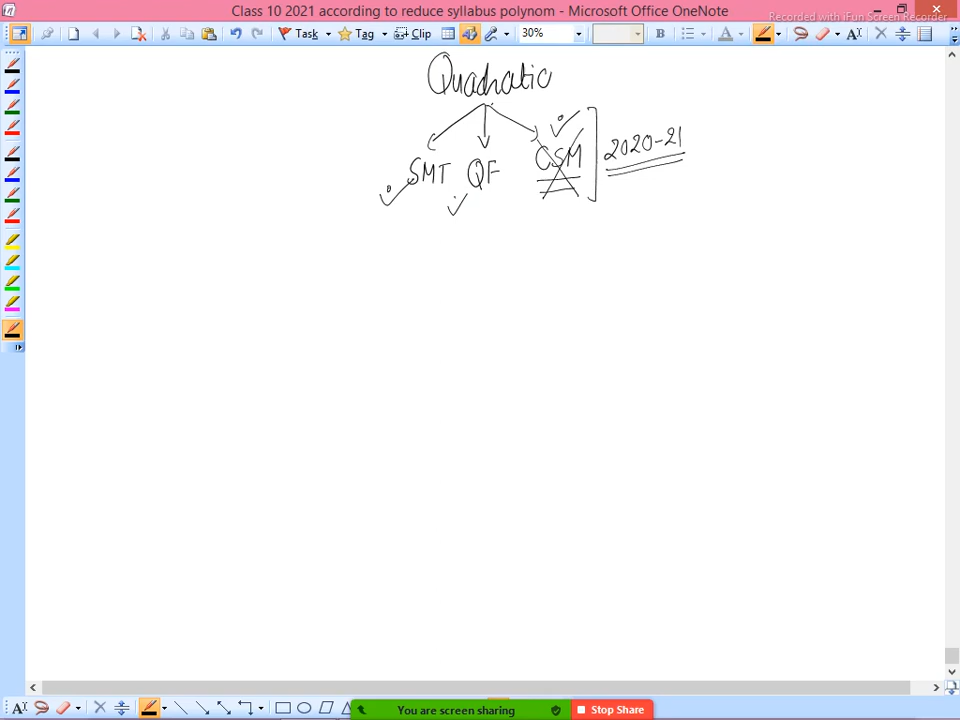 Class 10 2021 according to reduce syllabus polynom - Microsoft Office OneNote
Recorded with iFun Screen Recorder
Task Tag Clip 30% B A A
Quadratic
SMT QF CSM 2020-21
A You are screen sharing Stop Share